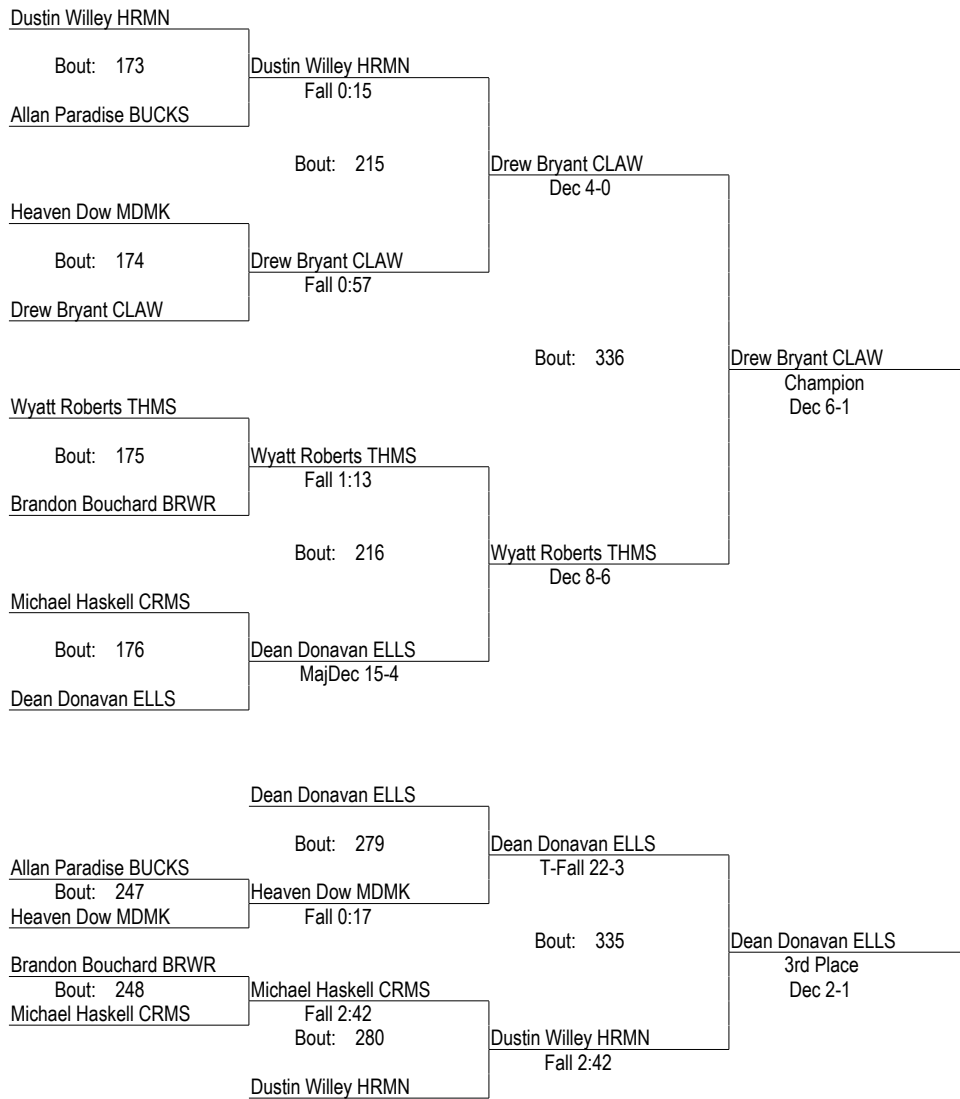 Dustin Willey HRMN
Bout: 173
Dustin Willey HRMN
Fall 0:15
Allan Paradise BUCKS
Bout: 215
Drew Bryant CLAW
Dec 4-0
Heaven Dow MDMK
Bout: 174
Drew Bryant CLAW
Fall 0:57
Drew Bryant CLAW
Bout: 336
Drew Bryant CLAW
Champion
Dec 6-1
Wyatt Roberts THMS
Bout: 175
Wyatt Roberts THMS
Fall 1:13
Brandon Bouchard BRWR
Bout: 216
Wyatt Roberts THMS
Dec 8-6
Michael Haskell CRMS
Bout: 176
Dean Donavan ELLS
MajDec 15-4
Dean Donavan ELLS
Dean Donavan ELLS
Bout: 279
Dean Donavan ELLS
T-Fall 22-3
Allan Paradise BUCKS
Bout: 247
Heaven Dow MDMK
Fall 0:17
Heaven Dow MDMK
Bout: 335
Dean Donavan ELLS
3rd Place
Dec 2-1
Brandon Bouchard BRWR
Bout: 248
Michael Haskell CRMS
Fall 2:42
Michael Haskell CRMS
Bout: 280
Dustin Willey HRMN
Fall 2:42
Dustin Willey HRMN